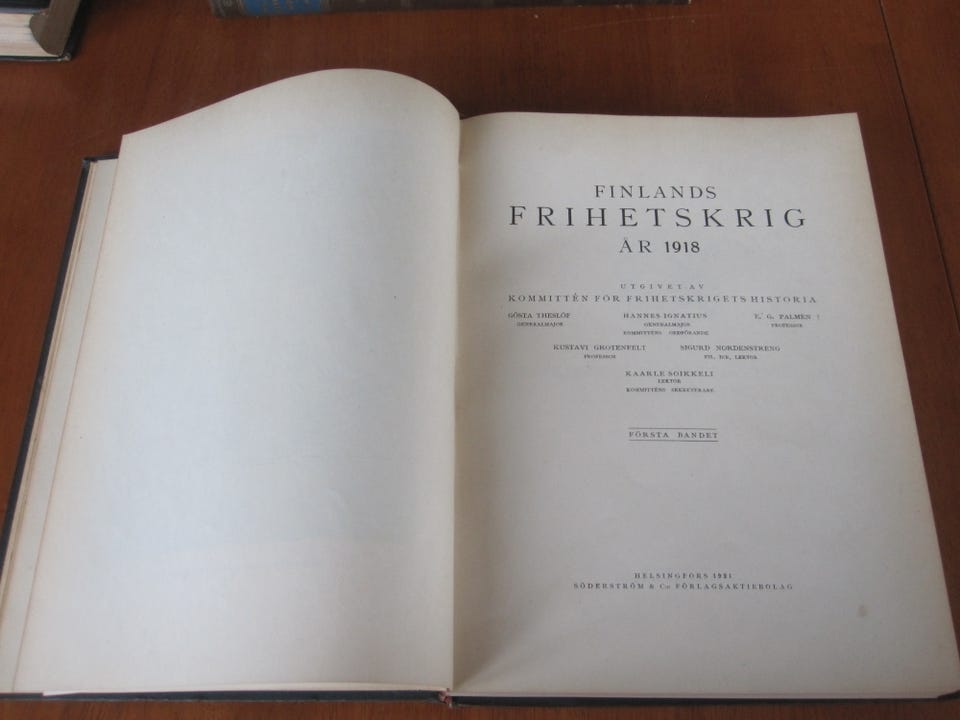 FINLANDS
FRIHETSKRIG
ÅR 1918
UTGIVET AV
KOMMITTÉN FÖR FRIHETSKRIGETS HISTORIA
GÖSTA THESLÖF HANNES IGNATIUS E. G. PALMÉN †
GENERALMAJOR GENERALMAJOR PROFESSOR
KOMMITTÉNS ORDFÖRANDE
KUSTAVI GROTENFELT SIGURD NORDENSTRENG
PROFESSOR FIL. D:R, LEKTOR
KAARLE SOIKKELI
LEKTOR
KOMMITTÉNS SEKRETERARE
FÖRSTA BANDET
HELSINGFORS 1921
SÖDERSTRÖM & C:o FÖRLAGSAKTIEBOLAG